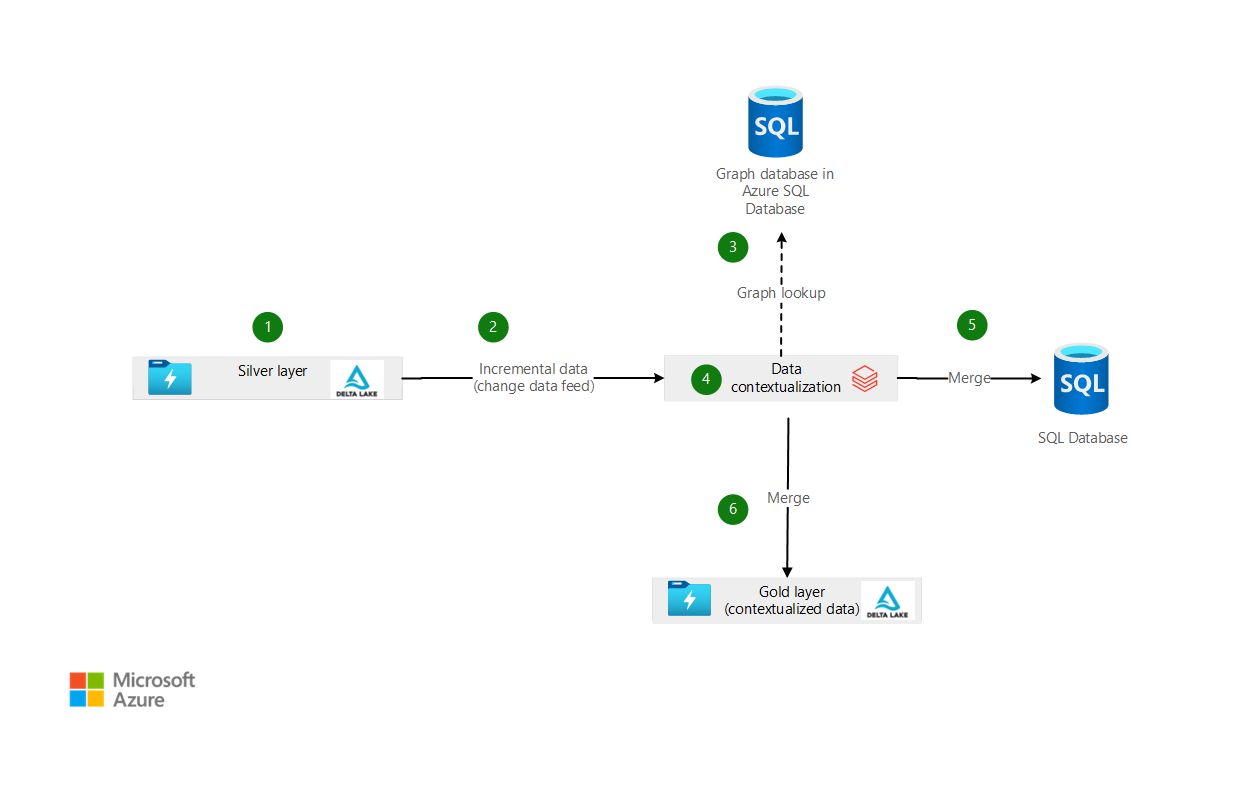 SQL
Graph database in
Azure SQL
Database
3
Graph lookup
1
2
5
Silver layer
DELTA LAKE
Incremental data
(change data feed)
4
Data
contextualization
Merge
SQL
SQL Database
6
Merge
Gold layer
(contextualized data)
DELTA LAKE
Microsoft
Azure